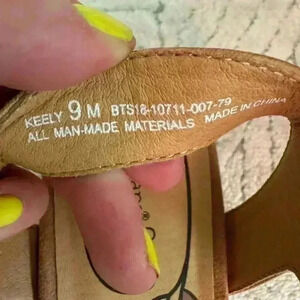 KEELY 9 M BTS18-10711-007-79
ALL MAN-MADE MATERIALS MADE IN CHINA